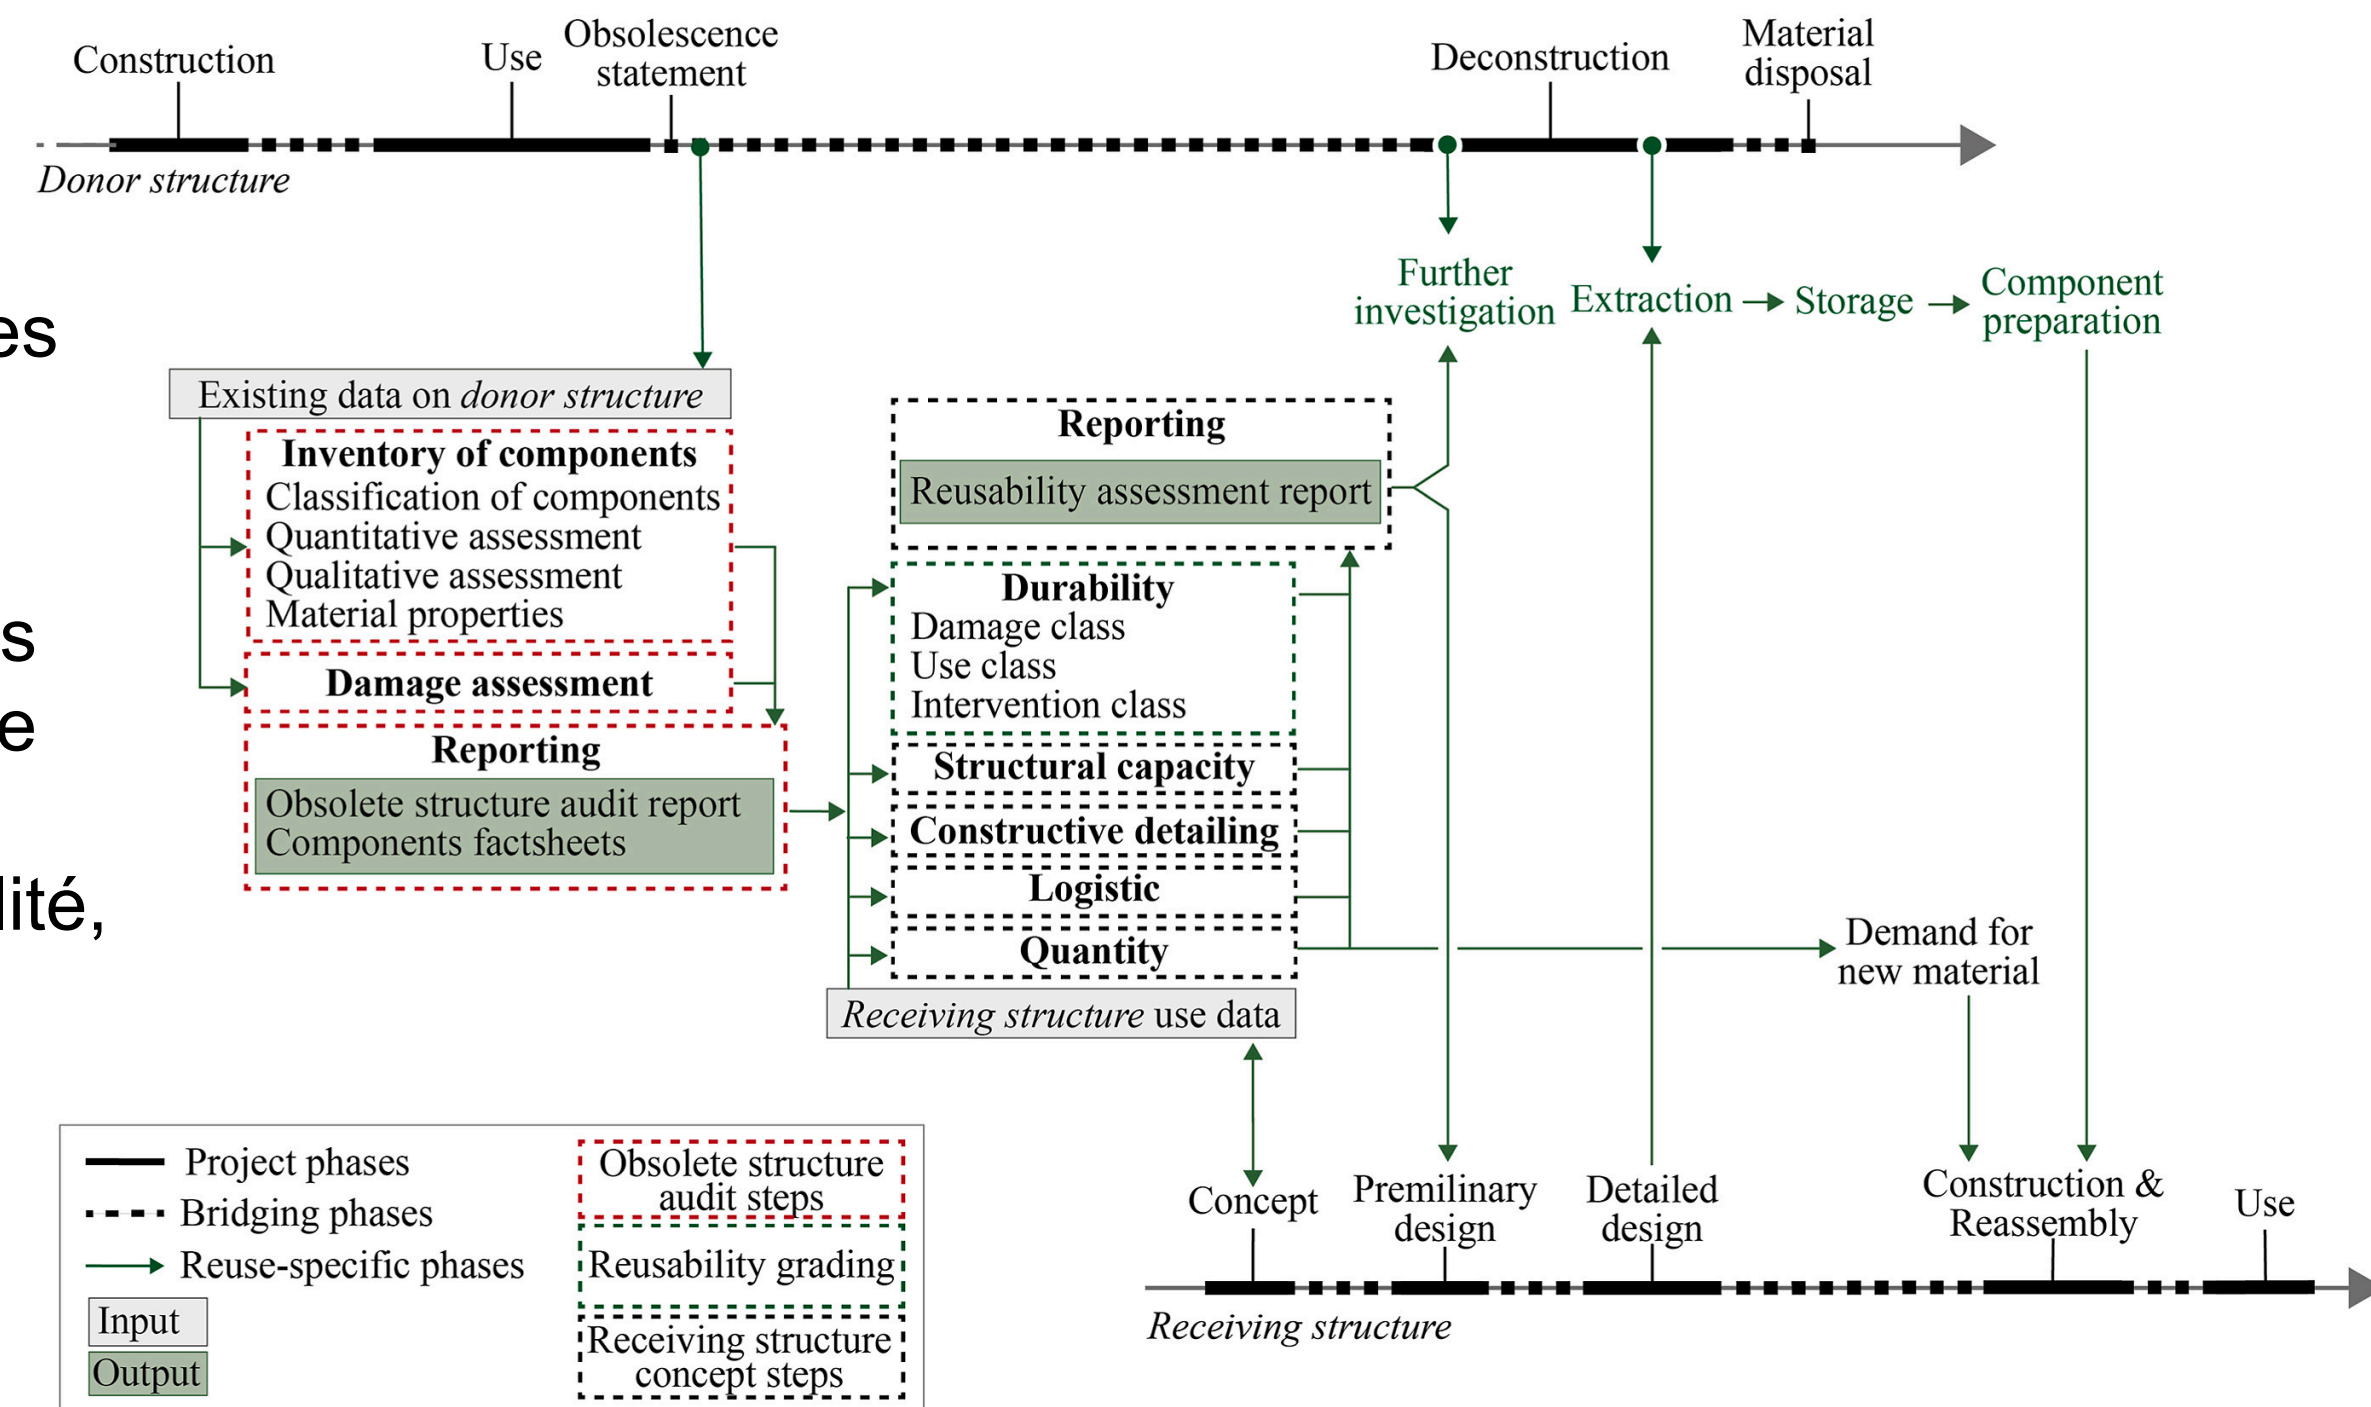 Construction
Use
Obsolescence
statement
Deconstruction
Material
disposal
Donor structure
es
s
e
lité,
Further
investigation
Extraction
Storage
Component
preparation
Existing data on donor structure
Inventory of components
Classification of components
Quantitative assessment
Qualitative assessment
Material properties
Damage assessment
Reporting
Obsolete structure audit report
Components factsheets
Reporting
Reusability assessment report
Durability
Damage class
Use class
Intervention class
Structural capacity
Constructive detailing
Logistic
Quantity
Receiving structure use data
Demand for
new material
Concept
Premilinary
design
Detailed
design
Construction &
Reassembly
Use
Receiving structure
Project phases
Bridging phases
Reuse-specific phases
Input
Output
Obsolete structure
audit steps
Reusability grading
Receiving structure
concept steps